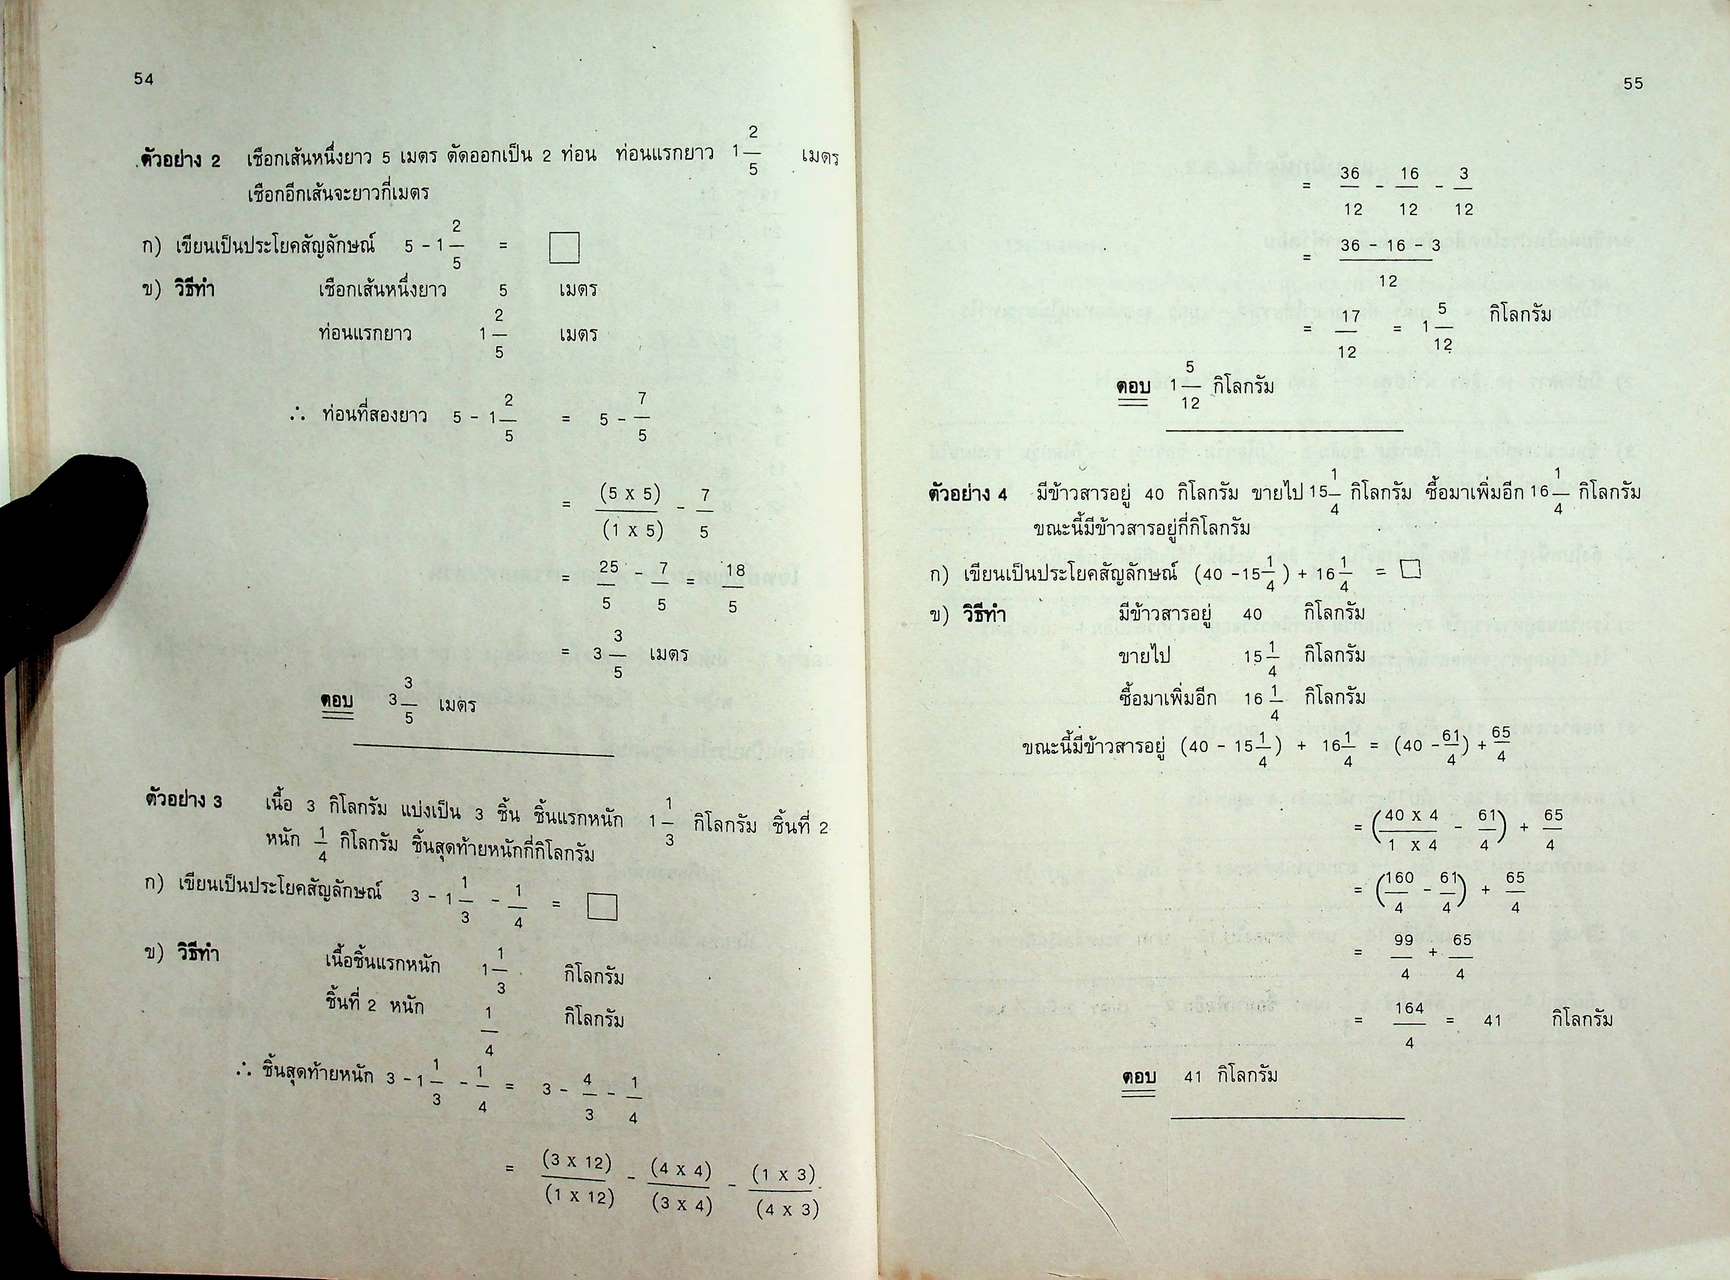 54
ตัวอย่าง 2 เชือกเส้นหนึ่งยาว 5 เมตร ตัดออกเป็น 2 ท่อน ท่อนแรกยาว 1 2/5 เมตร
เชือกอีกเส้นจะยาวกี่เมตร
ก) เขียนเป็นประโยคสัญลักษณ์ 5 - 1 2/5 = □
ข) วิธีทำ เชือกเส้นหนึ่งยาว 5 เมตร
ท่อนแรกยาว 1 2/5 เมตร
∴ ท่อนที่สองยาว 5 - 1 2/5 = 5 - 7/5
= (5 x 5)/(1 x 5) - 7/5
= 25/5 - 7/5 = 18/5
= 3 3/5 เมตร
ตอบ 3 3/5 เมตร
ตัวอย่าง 3 เนื้อ 3 กิโลกรัม แบ่งเป็น 3 ชิ้น ชิ้นแรกหนัก 1 1/3 กิโลกรัม ชิ้นที่ 2
หนัก 1/4 กิโลกรัม ชิ้นสุดท้ายหนักกี่กิโลกรัม
ก) เขียนเป็นประโยคสัญลักษณ์ 3 - 1 1/3 - 1/4 = □
ข) วิธีทำ เนื้อชิ้นแรกหนัก 1 1/3 กิโลกรัม
ชิ้นที่ 2 หนัก 1/4 กิโลกรัม
∴ ชิ้นสุดท้ายหนัก 3 - 1 1/3 - 1/4 = 3 - 4/3 - 1/4
= (3 x 12)/(1 x 12) - (4 x 4)/(3 x 4) - (1 x 3)/(4 x 3)
55
= 36/12 - 16/12 - 3/12
= 36 - 16 - 3/12
= 17/12 = 1 5/12 กิโลกรัม
ตอบ 1 5/12 กิโลกรัม
ตัวอย่าง 4 มีข้าวสารอยู่ 40 กิโลกรัม ขายไป 15 1/4 กิโลกรัม ซื้อมาเพิ่มอีก 16 1/4 กิโลกรัม
ขณะนี้มีข้าวสารอยู่กี่กิโลกรัม
ก) เขียนเป็นประโยคสัญลักษณ์ (40 - 15 1/4) + 16 1/4 = □
ข) วิธีทำ มีข้าวสารอยู่ 40 กิโลกรัม
ขายไป 15 1/4 กิโลกรัม
ซื้อมาเพิ่มอีก 16 1/4 กิโลกรัม
ขณะนี้มีข้าวสารอยู่ (40 - 15 1/4) + 16 1/4 = (40 - 61/4) + 65/4
= (40 x 4/1 x 4 - 61/4) + 65/4
= (160/4 - 61/4) + 65/4
= 99/4 + 65/4
= 164/4 = 41 กิโลกรัม
ตอบ 41 กิโลกรัม